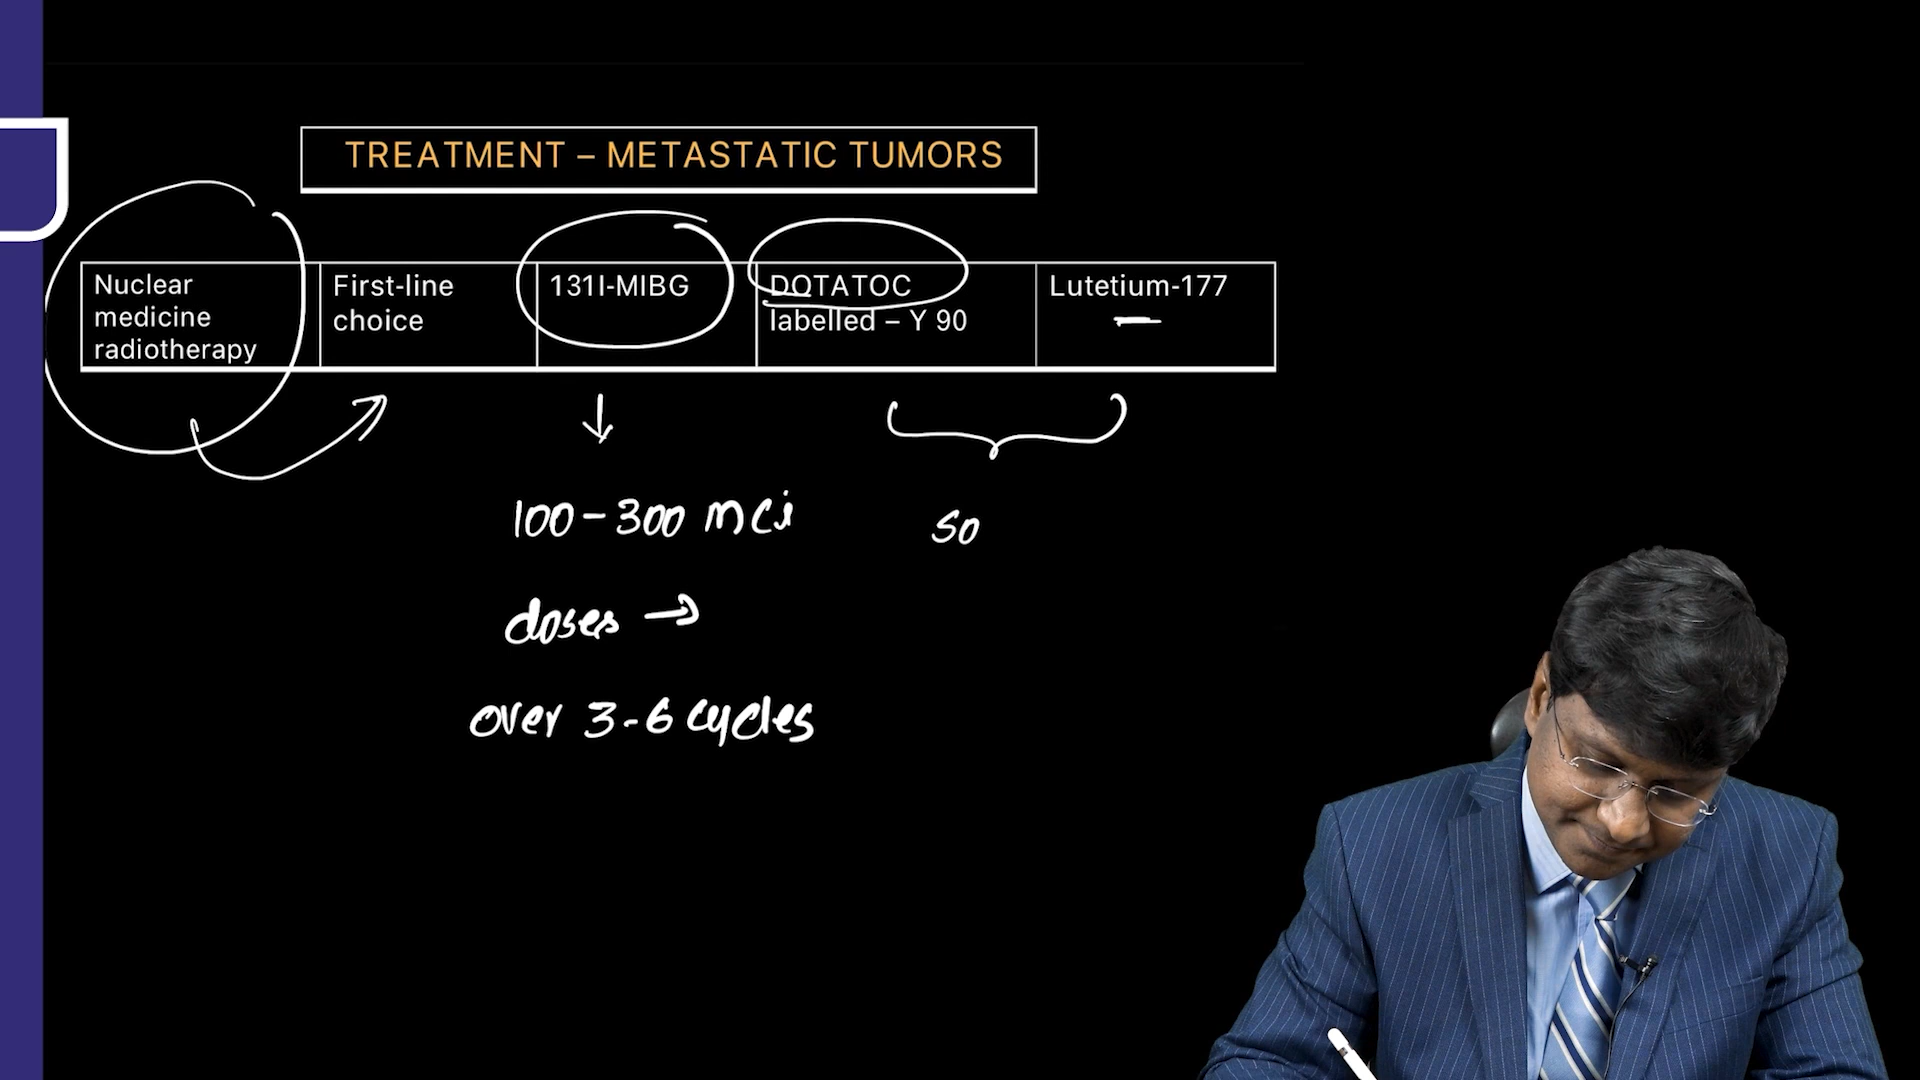 TREATMENT – METASTATIC TUMORS
Nuclear medicine radiotherapy
First-line choice
131I-MIBG
DOTATOC labelled – Y 90
Lutetium-177
100-300 mCi
doses →
over 3-6 cycles
so